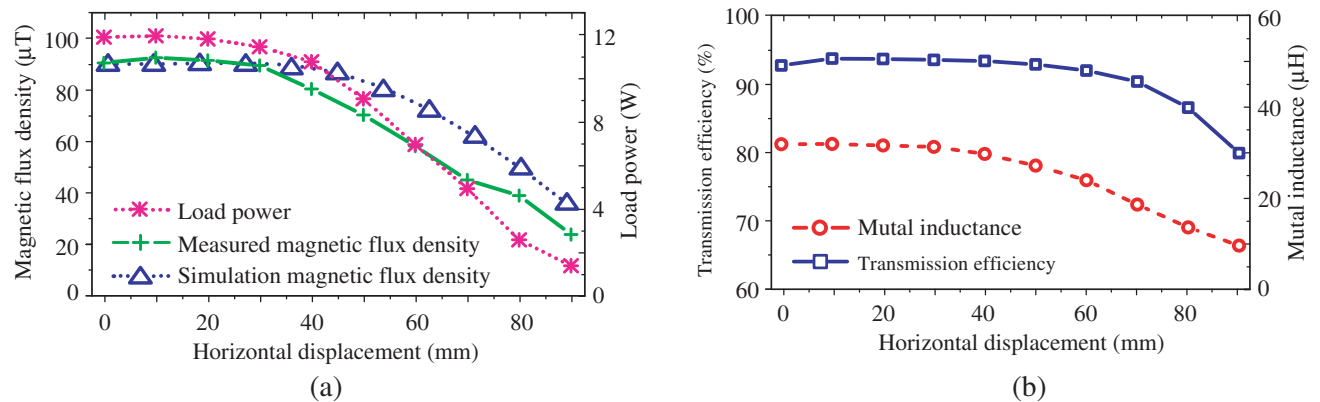 Magnetic flux density (μT)
100
80
60
40
20
0
Load power
Measured magnetic flux density
Simulation magnetic flux density
12
8
4
0
Load power (W)
0 20 40 60 80
Horizontal displacement (mm)
(a)
Transmission efficiency (%)
100
90
80
70
60
Mutal inductance
Transmission efficiency
60
40
20
0
Mutal inductance (μH)
0 20 40 60 80
Horizontal displacement (mm)
(b)